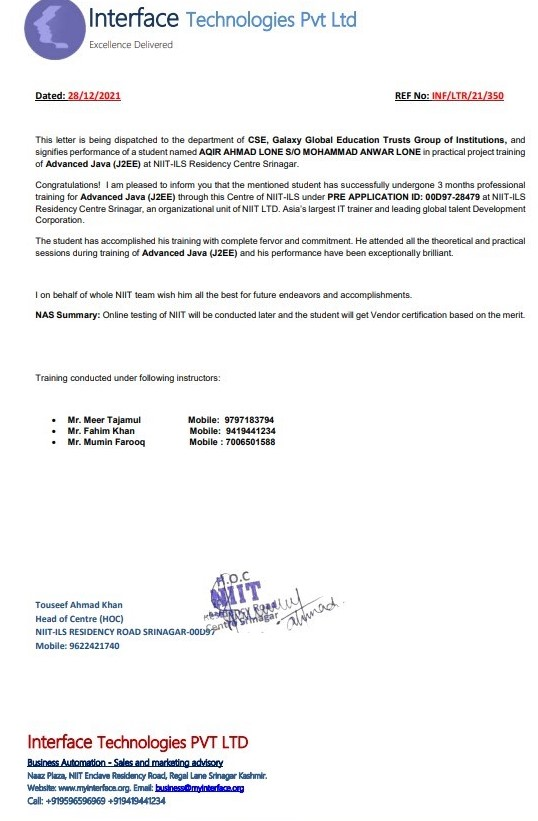 Interface Technologies Pvt Ltd
Excellence Delivered
Dated: 28/12/2021 REF No: INF/LTR/21/350
This letter is being dispatched to the department of CSE, Galaxy Global Education Trusts Group of Institutions, and
signifies performance of a student named AQIR AHMAD LONE S/O MOHAMMAD ANWAR LONE in practical project training
of Advanced Java (J2EE) at NIIT-ILS Residency Centre Srinagar.
Congratulations! I am pleased to inform you that the mentioned student has successfully undergone 3 months professional
training for Advanced Java (J2EE) through this Centre of NIIT-ILS under PRE APPLICATION ID: 00D97-28479 at NIIT-ILS
Residency Centre Srinagar, an organizational unit of NIIT LTD. Asia's largest IT trainer and leading global talent Development
Corporation.
The student has accomplished his training with complete fervor and commitment. He attended all the theoretical and practical
sessions during training of Advanced Java (J2EE) and his performance have been exceptionally brilliant.
I on behalf of whole NIIT team wish him all the best for future endeavors and accomplishments.
NAS Summary: Online testing of NIIT will be conducted later and the student will get Vendor certification based on the merit.
Training conducted under following instructors:
• Mr. Meer Tajamul Mobile: 9797183794
• Mr. Fahim Khan Mobile: 9419441234
• Mr. Mumin Farooq Mobile : 7006501588
H.O.C
NIIT
Residency Road
Centre Srinagar
Touseef Ahmad Khan
Head of Centre (HOC)
NIIT-ILS RESIDENCY ROAD SRINAGAR-00D97
Mobile: 9622421740
Interface Technologies PVT LTD
Business Automation - Sales and marketing advisory
Naaz Plaza, NIIT Enclave Residency Road, Regal Lane Srinagar Kashmir.
Website: www.myinterface.org. Email: business@myinterface.org
Call: +919596596969 +919419441234